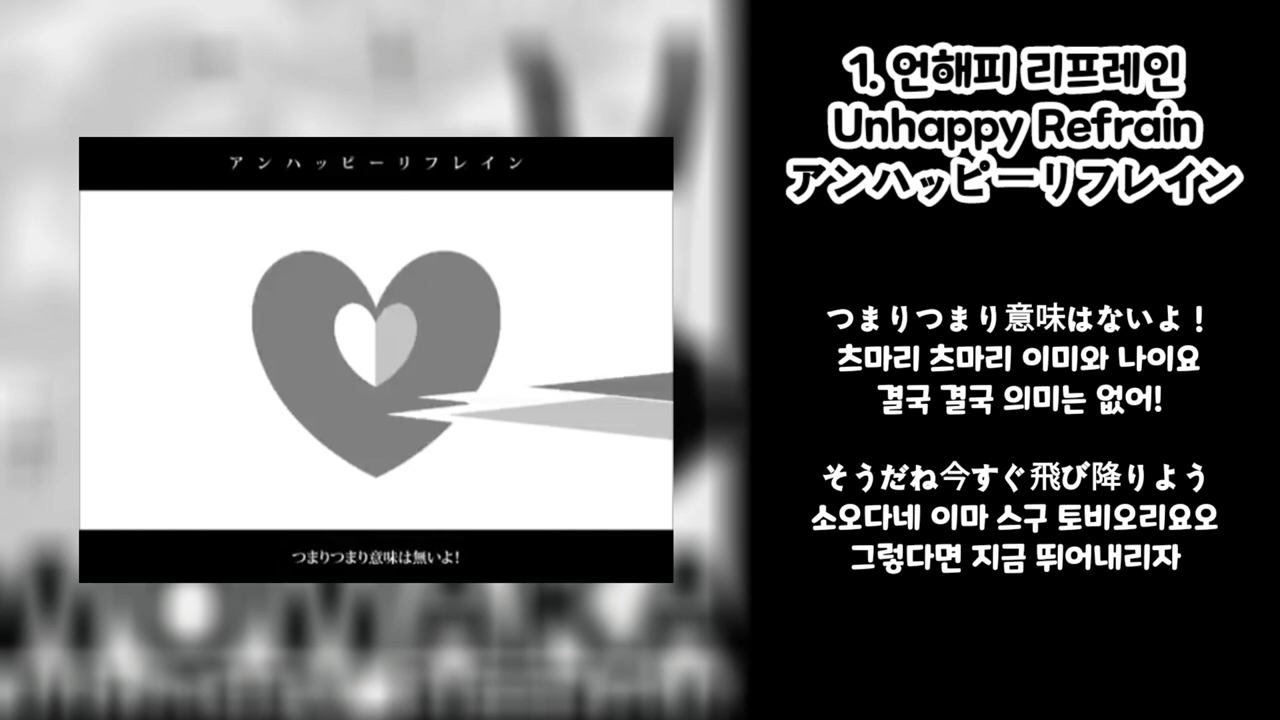 アンハッピーリフレイン
つまりつまり意味は無いよ!
1. 언해피 리프레인
Unhappy Refrain
アンハッピーリフレイン
つまりつまり意味はないよ！
츠마리 츠마리 이미와 나이요
결국 결국 의미는 없어!
そうだね今すぐ飛び降りよう
소오다네 이마 스구 토비오리요오
그렇다면 지금 뛰어내리자